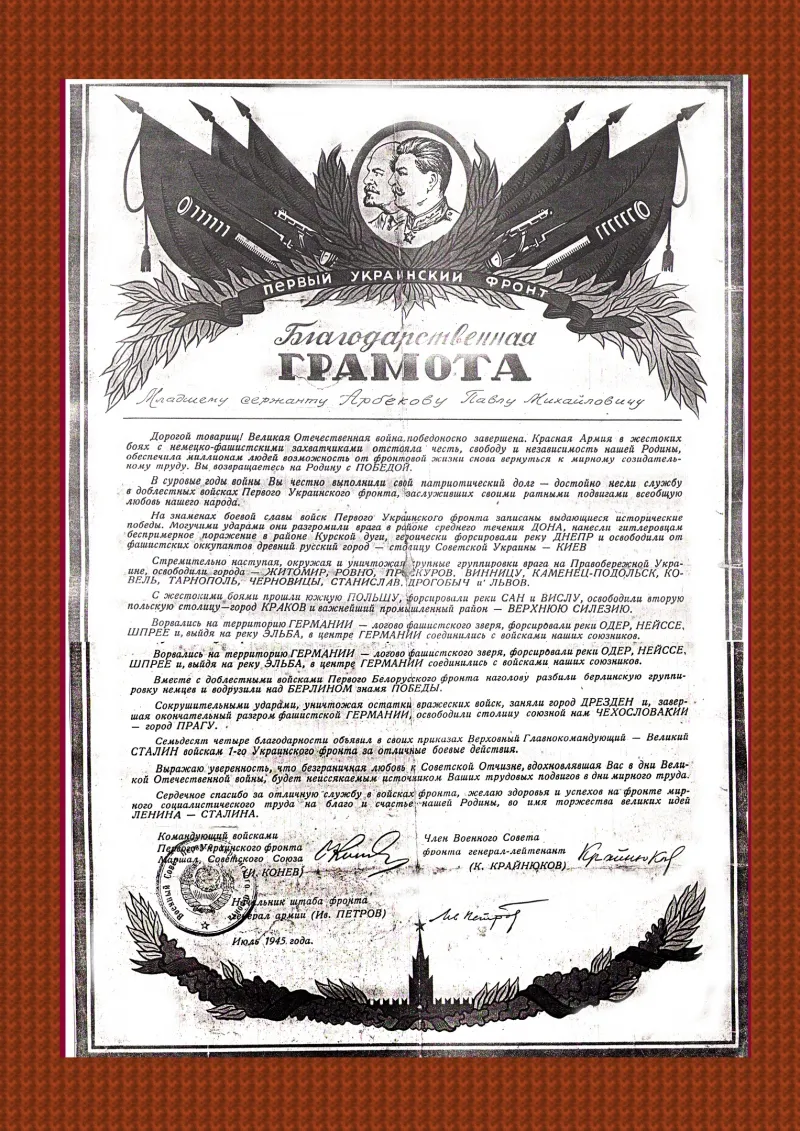 ПЕРВЫЙ УКРАИНСКИЙ ФРОНТ
Благодарственная
ГРАМОТА
Младшему сержанту Арбекову Павлу Михайловичу
Дорогой товарищ! Великая Отечественная война победоносно завершена. Красная Армия в жестоких
боях с немецко-фашистскими захватчиками отстояла честь, свободу и независимость нашей Родины,
обеспечила миллионам людей возможность от фронтовой жизни снова вернуться к мирному созидатель-
ному труду. Вы возвращаетесь на Родину с ПОБЕДОЙ.
В суровые годы войны Вы честно выполнили свой патриотический долг — достойно несли службу
в доблестных войсках Первого Украинского фронта, заслуживших своими ратными подвигами всеобщую
любовь нашего народа.
На знаменах боевой славы войск Первого Украинского фронта записаны выдающиеся исторические
победы. Могучими ударами они разгромили врага в районе среднего течения ДОНА, нанесли гитлеровцам
беспримерное поражение в районе Курской дуги, героически форсировали реку ДНЕПР и освободили от
фашистских оккупантов древний русский город — столицу Советской Украины — КИЕВ
Стремительно наступая, окружая и уничтожая крупные группировки врага на Правобережной Укра-
ине, освободили города — ЖИТОМИР, РОВНО, ПРОСКУРОВ, ВИННИЦУ, КАМЕНЕЦ-ПОДОЛЬСК, КО-
ВЕЛЬ, ТАРНОПОЛЬ, ЧЕРНОВИЦЫ, СТАНИСЛАВ, ДРОГОБЫЧ и ЛЬВОВ.
С жестокими боями прошли южную ПОЛЬШУ, форсировали реки САН и ВИСЛУ, освободили вторую
польскую столицу—город КРАКОВ и важнейший промышленный район — ВЕРХНЮЮ СИЛЕЗИЮ.
Ворвались на территорию ГЕРМАНИИ — логово фашистского зверя, форсировали реки ОДЕР, НЕЙССЕ,
ШПРЕЕ и, выйдя на реку ЭЛЬБА, в центре ГЕРМАНИИ соединились с войсками наших союзников.
Ворвались на территорию ГЕРМАНИИ — логово фашистского зверя, форсировали реки ОДЕР, НЕЙССЕ,
ШПРЕЕ и, выйдя на реку ЭЛЬБА, в центре ГЕРМАНИИ соединились с войсками наших союзников.
Вместе с доблестными войсками Первого Белорусского фронта наголову разбили берлинскую группи-
ровку немцев и водрузили над БЕРЛИНОМ знамя ПОБЕДЫ.
Сокрушительными ударами, уничтожая остатки вражеских войск, заняли город ДРЕЗДЕН и, завер-
шая окончательный разгром фашистской ГЕРМАНИИ, освободили столицу союзной нам ЧЕХОСЛОВАКИИ
— город ПРАГУ.
Семьдесят четыре благодарности объявил в своих приказах Верховный Главнокомандующий — Великий
СТАЛИН войскам 1-го Украинского фронта за отличные боевые действия.
Выражаю уверенность, что безграничная любовь к Советской Отчизне, вдохновлявшая Вас в дни Вели-
кой Отечественной войны, будет неиссякаемым источником Ваших трудовых подвигов в дни мирного труда.
Сердечное спасибо за отличную службу в войсках фронта, желаю здоровья и успехов на фронте мир-
ного социалистического труда на благо и счастье нашей Родины, во имя торжества великих идей
ЛЕНИНА — СТАЛИНА.
Командующий войсками
Первого Украинского фронта
Маршал Советского Союза
(И. КОНЕВ)
Член Военного Совета
фронта генерал-лейтенант
(К. КРАЙНЮКОВ)
Крайнюков
Военный Совет
Начальник штаба фронта
генерал армии (Ив. ПЕТРОВ)
Ив Петров
Июль 1945 года.